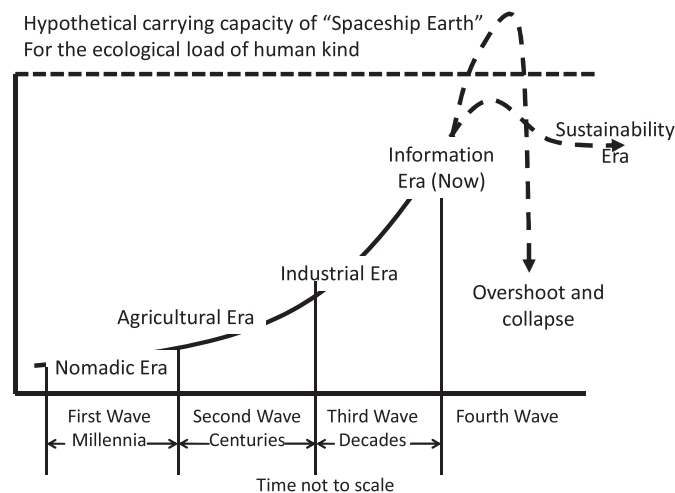 Hypothetical carrying capacity of “Spaceship Earth”
For the ecological load of human kind
Sustainability
Era
Information
Era (Now)
Industrial Era
Overshoot and
collapse
Agricultural Era
Nomadic Era
First Wave
Millennia
Second Wave
Centuries
Third Wave
Decades
Fourth Wave
Time not to scale